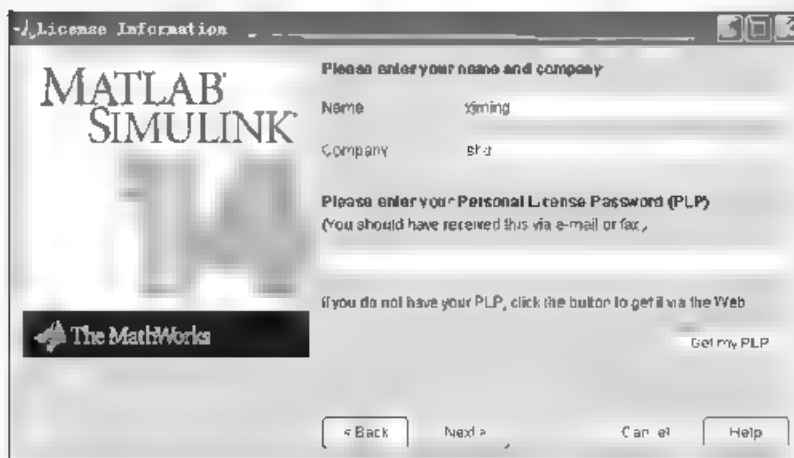 License Information
MATLAB
SIMULINK
14
The MathWorks
Please enter your name and company
Name ximing
Company
Please enter your Personal License Password (PLP)
(You should have received this via e-mail or fax)
If you do not have your PLP, click the button to get it via the Web
Get my PLP
< Back Next > Cancel Help